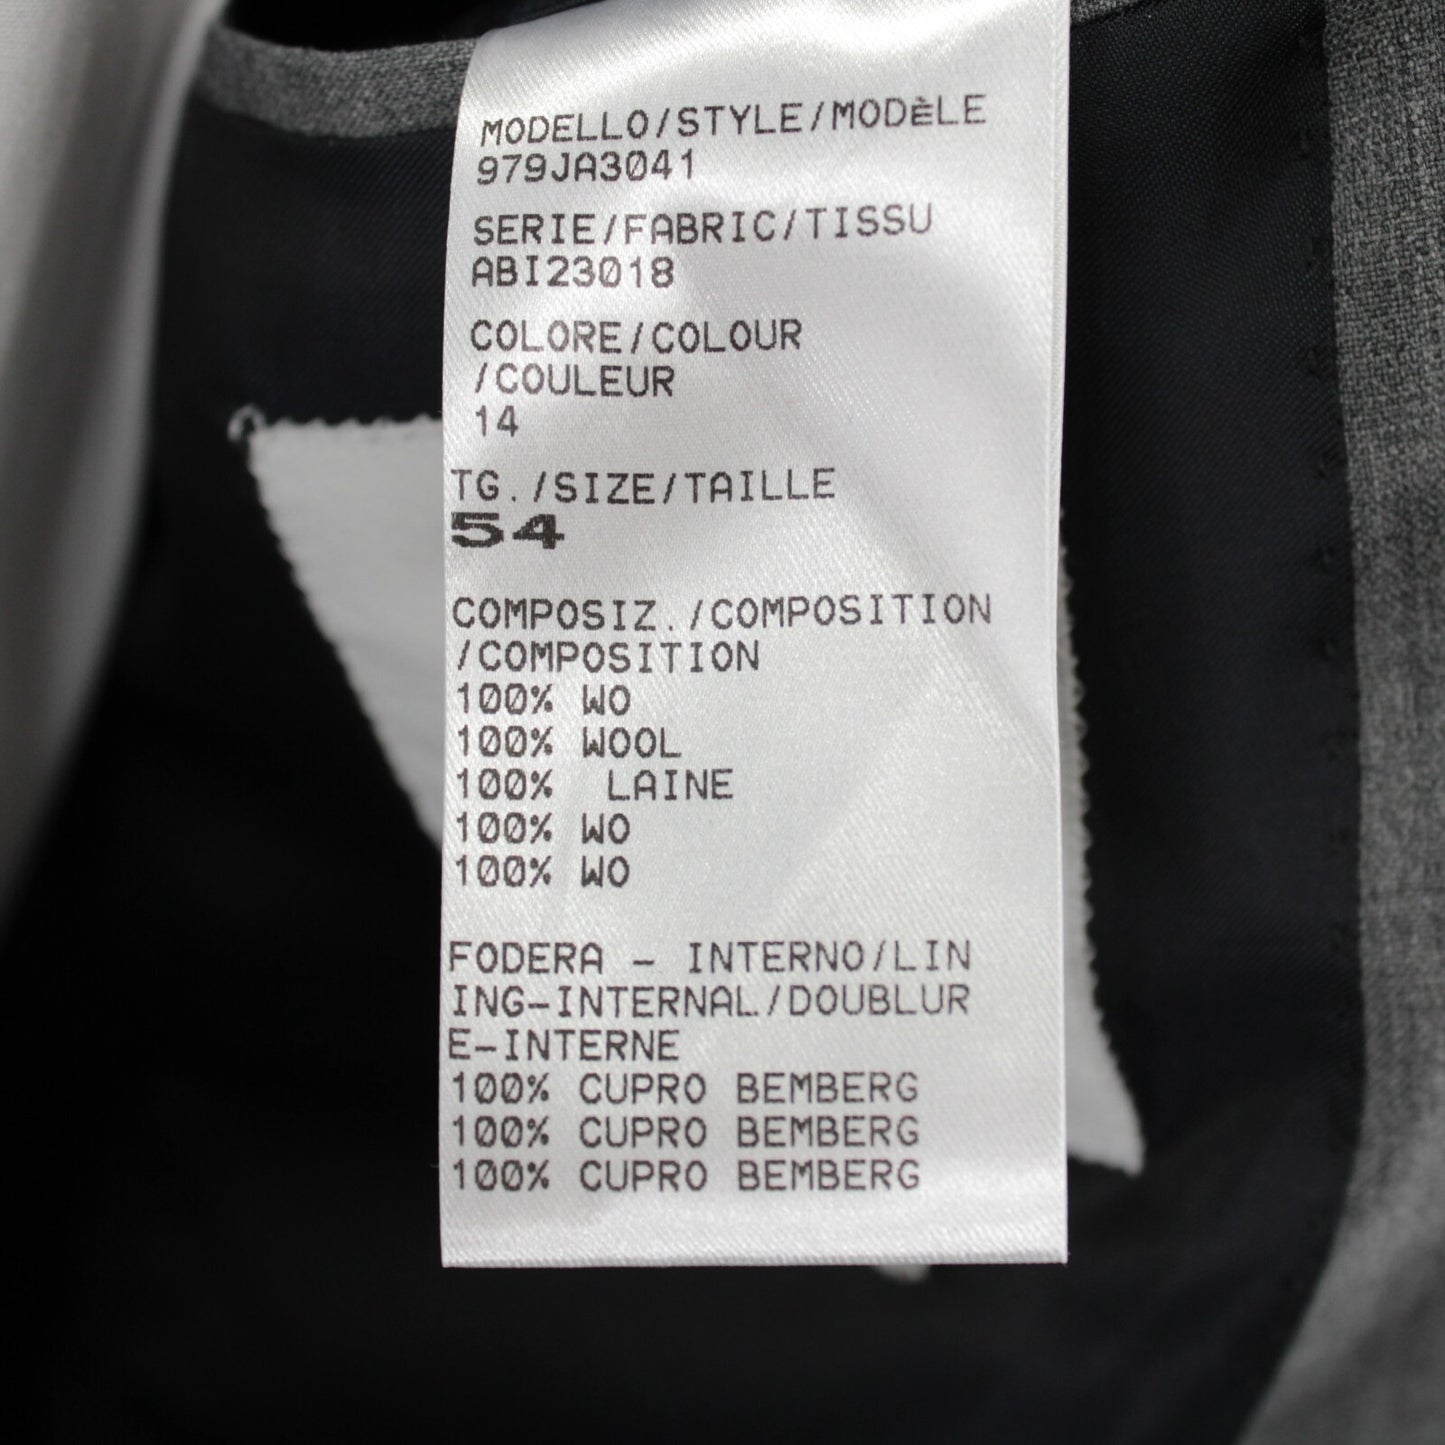 MODELLO/STYLE/MODèLE
979JA3041
SERIE/FABRIC/TISSU
ABI23018
COLORE/COLOUR
/COULEUR
14
TG./SIZE/TAILLE
54
COMPOSIZ./COMPOSITION
/COMPOSITION
100% WO
100% WOOL
100%  LAINE
100% WO
100% WO
FODERA - INTERNO/LIN
ING-INTERNAL/DOUBLUR
E-INTERNE
100% CUPRO BEMBERG
100% CUPRO BEMBERG
100% CUPRO BEMBERG